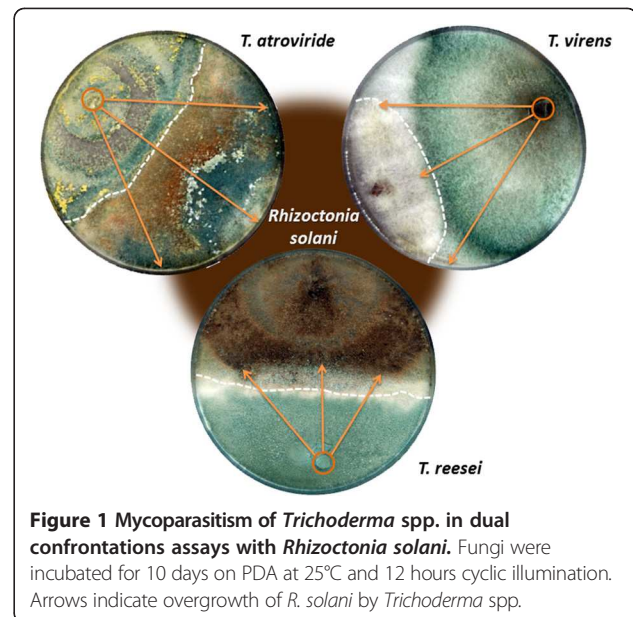 T. atroviride
T. virens
Rhizoctonia
solani
T. reesei
Figure 1 Mycoparasitism of Trichoderma spp. in dual
confrontations assays with Rhizoctonia solani. Fungi were
incubated for 10 days on PDA at 25°C and 12 hours cyclic illumination.
Arrows indicate overgrowth of R. solani by Trichoderma spp.